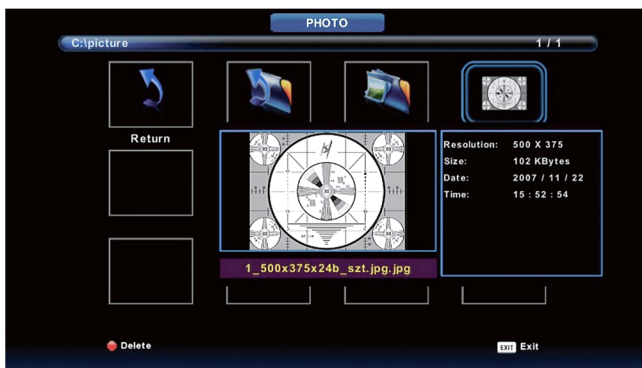 PHOTO
C:\picture
1 / 1
Return
Resolution: 500 X 375
Size: 102 KBytes
Date: 2007 / 11 / 22
Time: 15 : 52 : 54
1_500x375x24b_szt.jpg.jpg
Delete
EXIT Exit